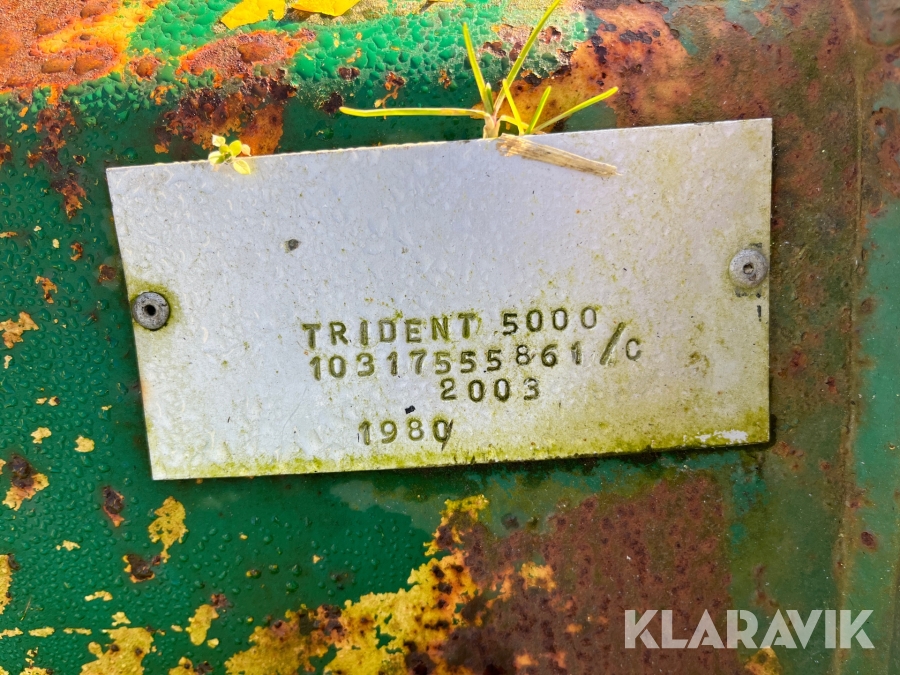 TRIDENT 5000
10317555861/C
2003
1980
KLARAVIK